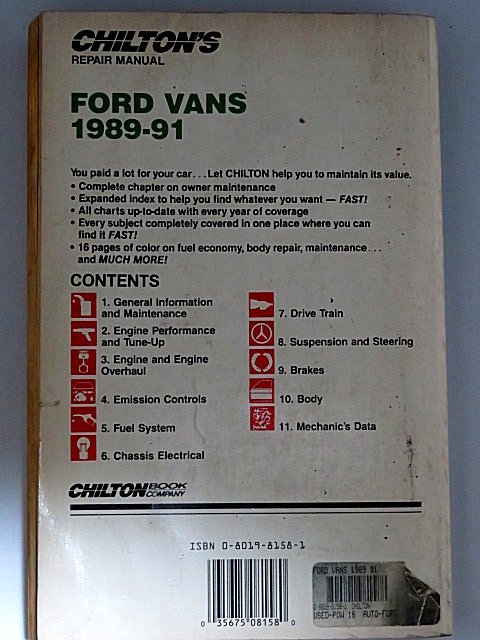 CHILTON'S
REPAIR MANUAL
FORD VANS
1989-91
You paid a lot for your car...Let CHILTON help you to maintain its value.
• Complete chapter on owner maintenance
• Expanded index to help you find whatever you want — FAST!
• All charts up-to-date with every year of coverage
• Every subject completely covered in one place where you can
find it FAST!
• 16 pages of color on fuel economy, body repair, maintenance...
and MUCH MORE!
CONTENTS
1. General Information
and Maintenance
2. Engine Performance
and Tune-Up
3. Engine and Engine
Overhaul
4. Emission Controls
5. Fuel System
6. Chassis Electrical
7. Drive Train
8. Suspension and Steering
9. Brakes
10. Body
11. Mechanic's Data
CHILTON BOOK
COMPANY
ISBN 0-8019-8158-1
0 35675 08158 0
FORD VANS 1989 91
0-8019-8158-1 CHILTON
USED-POW 18 AUTO-FORD